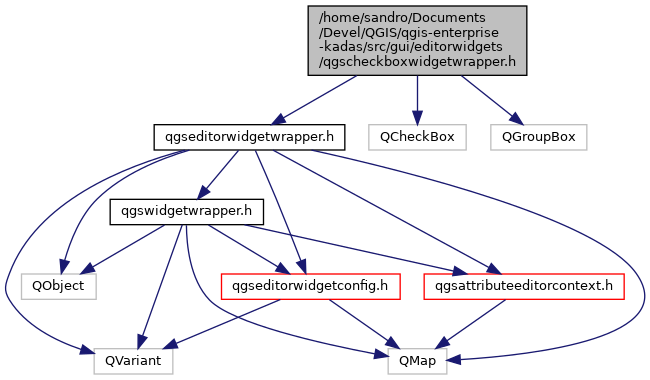 /home/sandro/Documents
/Devel/QGIS/qgis-enterprise
-kadas/src/gui/editorwidgets
/qgscheckboxwidgetwrapper.h
qgseditorwidgetwrapper.h
QCheckBox
QGroupBox
qgswidgetwrapper.h
QObject
qgseditorwidgetconfig.h
qgsattributeeditorcontext.h
QVariant
QMap